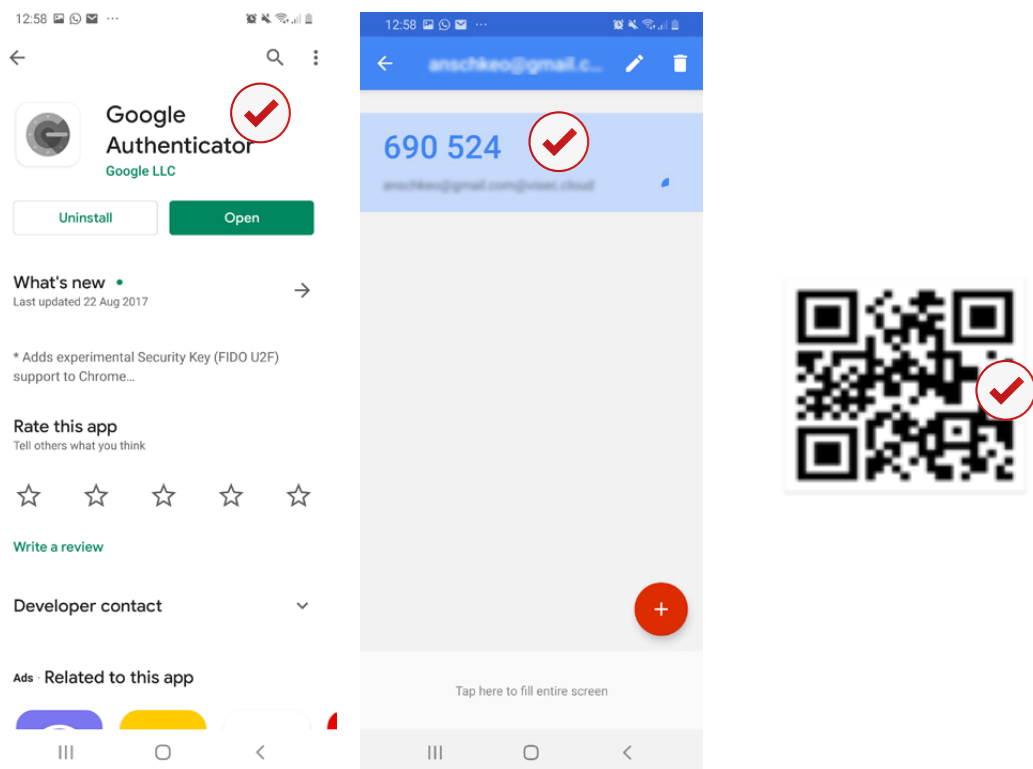 12:58
Google
Authenticator
Google LLC
Uninstall
Open
What's new
Last updated 22 Aug 2017
* Adds experimental Security Key (FIDO U2F)
support to Chrome...
Rate this app
Tell others what you think
Write a review
Developer contact
Ads · Related to this app
12:58
690 524
Tap here to fill entire screen